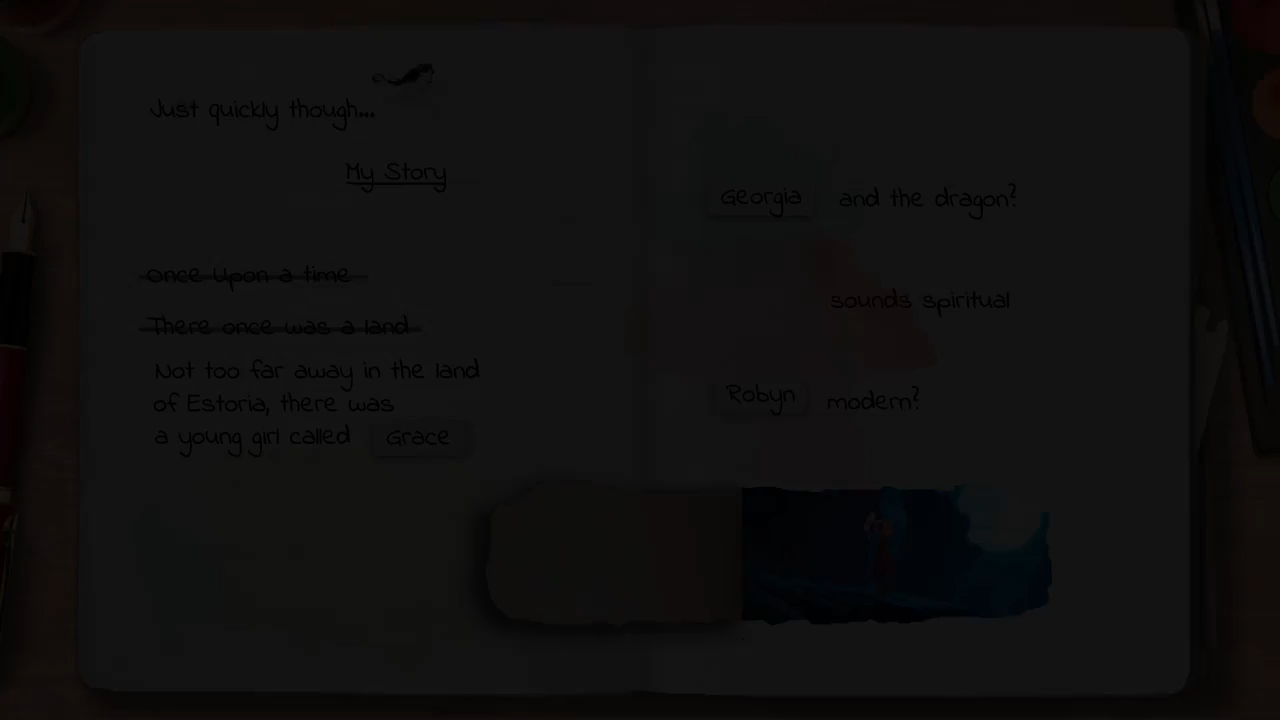 Just quickly though...
My Story
Once Upon a time
There once was a land
Not too far away in the land
of Estoria, there was
a young girl called Grace
Georgia and the dragon?
sounds spiritual
Robyn modern?